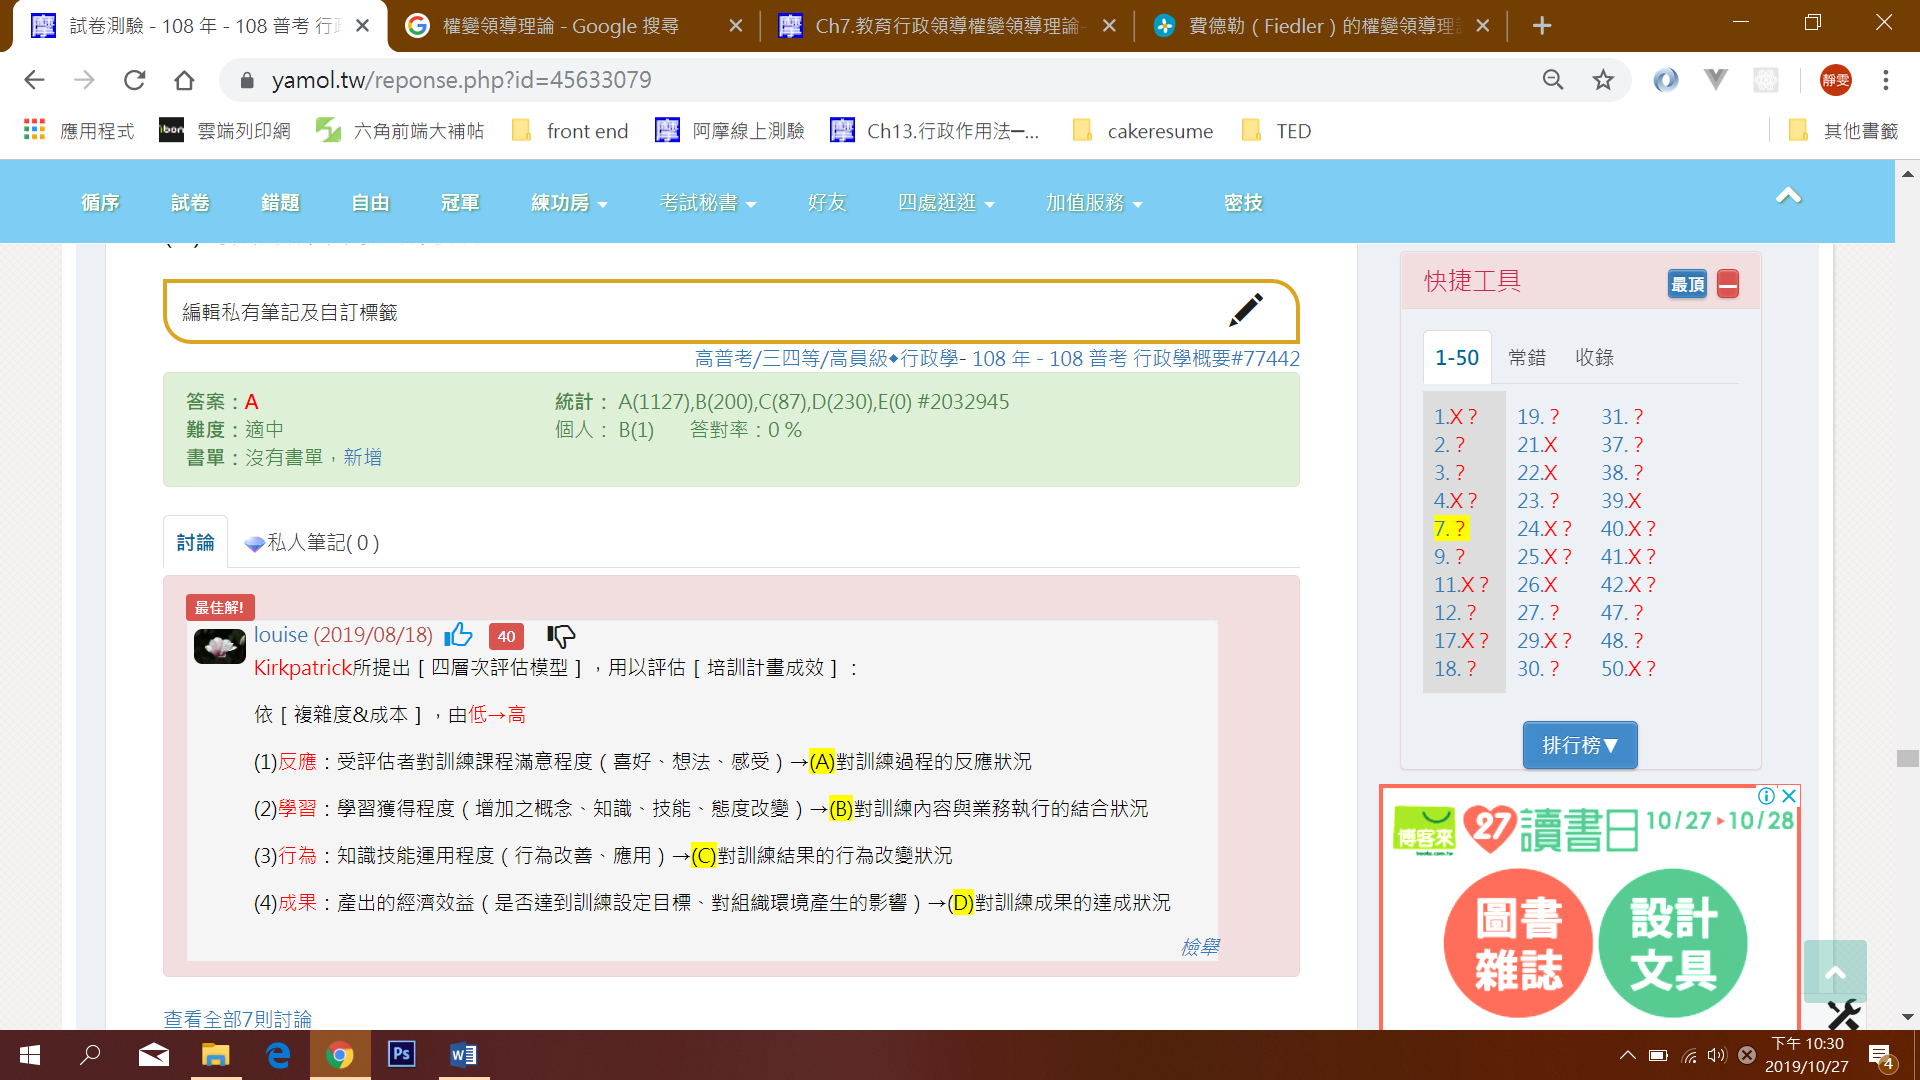 試卷測驗 - 108 年 - 108 普考 行政
權變領導理論 - Google 搜尋
Ch7.教育行政領導權變領導理論-
費德勒 ( Fiedler ) 的權變領導理論
yamol.tw/reponse.php?id=45633079
靜雯
應用程式
ibon
雲端列印網
六角前端大補帖
front end
阿摩線上測驗
Ch13.行政作用法─...
cakeresume
TED
其他書籤
循序 試卷 錯題 自由 冠軍 練功房 考試秘書 好友 四處逛逛 加值服務 密技
編輯私有筆記及自訂標籤
高普考/三四等/高員級◆行政學- 108 年 - 108 普考 行政學概要#77442
答案：A
統計： A(1127),B(200),C(87),D(230),E(0) #2032945
難度：適中
個人： B(1) 答對率：0 %
書單：沒有書單，新增
討論
私人筆記( 0 )
最佳解!
louise (2019/08/18) 40
Kirkpatrick所提出 [ 四層次評估模型 ] ，用以評估 [ 培訓計畫成效 ] ：
依 [ 複雜度&成本 ] ，由低→高
(1)反應：受評估者對訓練課程滿意程度 ( 喜好、想法、感受 ) →(A)對訓練過程的反應狀況
(2)學習：學習獲得程度 ( 增加之概念、知識、技能、態度改變 ) →(B)對訓練內容與業務執行的結合狀況
(3)行為：知識技能運用程度 ( 行為改善、應用 ) →(C)對訓練結果的行為改變狀況
(4)成果：產出的經濟效益 ( 是否達到訓練設定目標、對組織環境產生的影響 ) →(D)對訓練成果的達成狀況
檢舉
查看全部7則討論
快捷工具
最頂
1-50 常錯 收錄
1.X ? 19. ? 31. ?
2. ? 21.X 37. ?
3. ? 22.X 38. ?
4.X ? 23. ? 39.X
7. ? 24.X ? 40.X ?
9. ? 25.X ? 41.X ?
11.X ? 26.X 42.X ?
12. ? 27. ? 47. ?
17.X ? 29.X ? 48. ?
18. ? 30. ? 50.X ?
排行榜▼
博客來
books.com.tw
27 讀書日 10/27▸10/28
圖書雜誌
設計文具
Ps
下午 10:30
2019/10/27
4